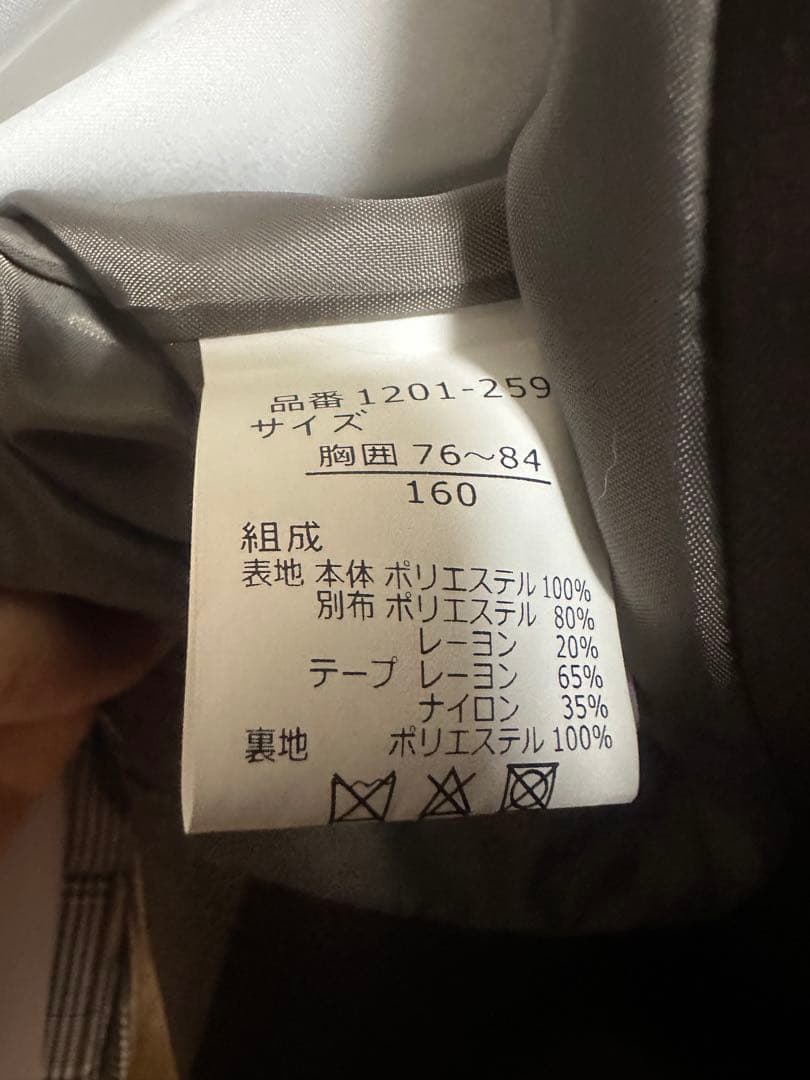 品番 1201-259
サイズ
胸囲 76～84
160
組成
表地 本体 ポリエステル 100%
別布 ポリエステル 80%
レーヨン 20%
テープ レーヨン 65%
ナイロン 35%
裏地 ポリエステル 100%